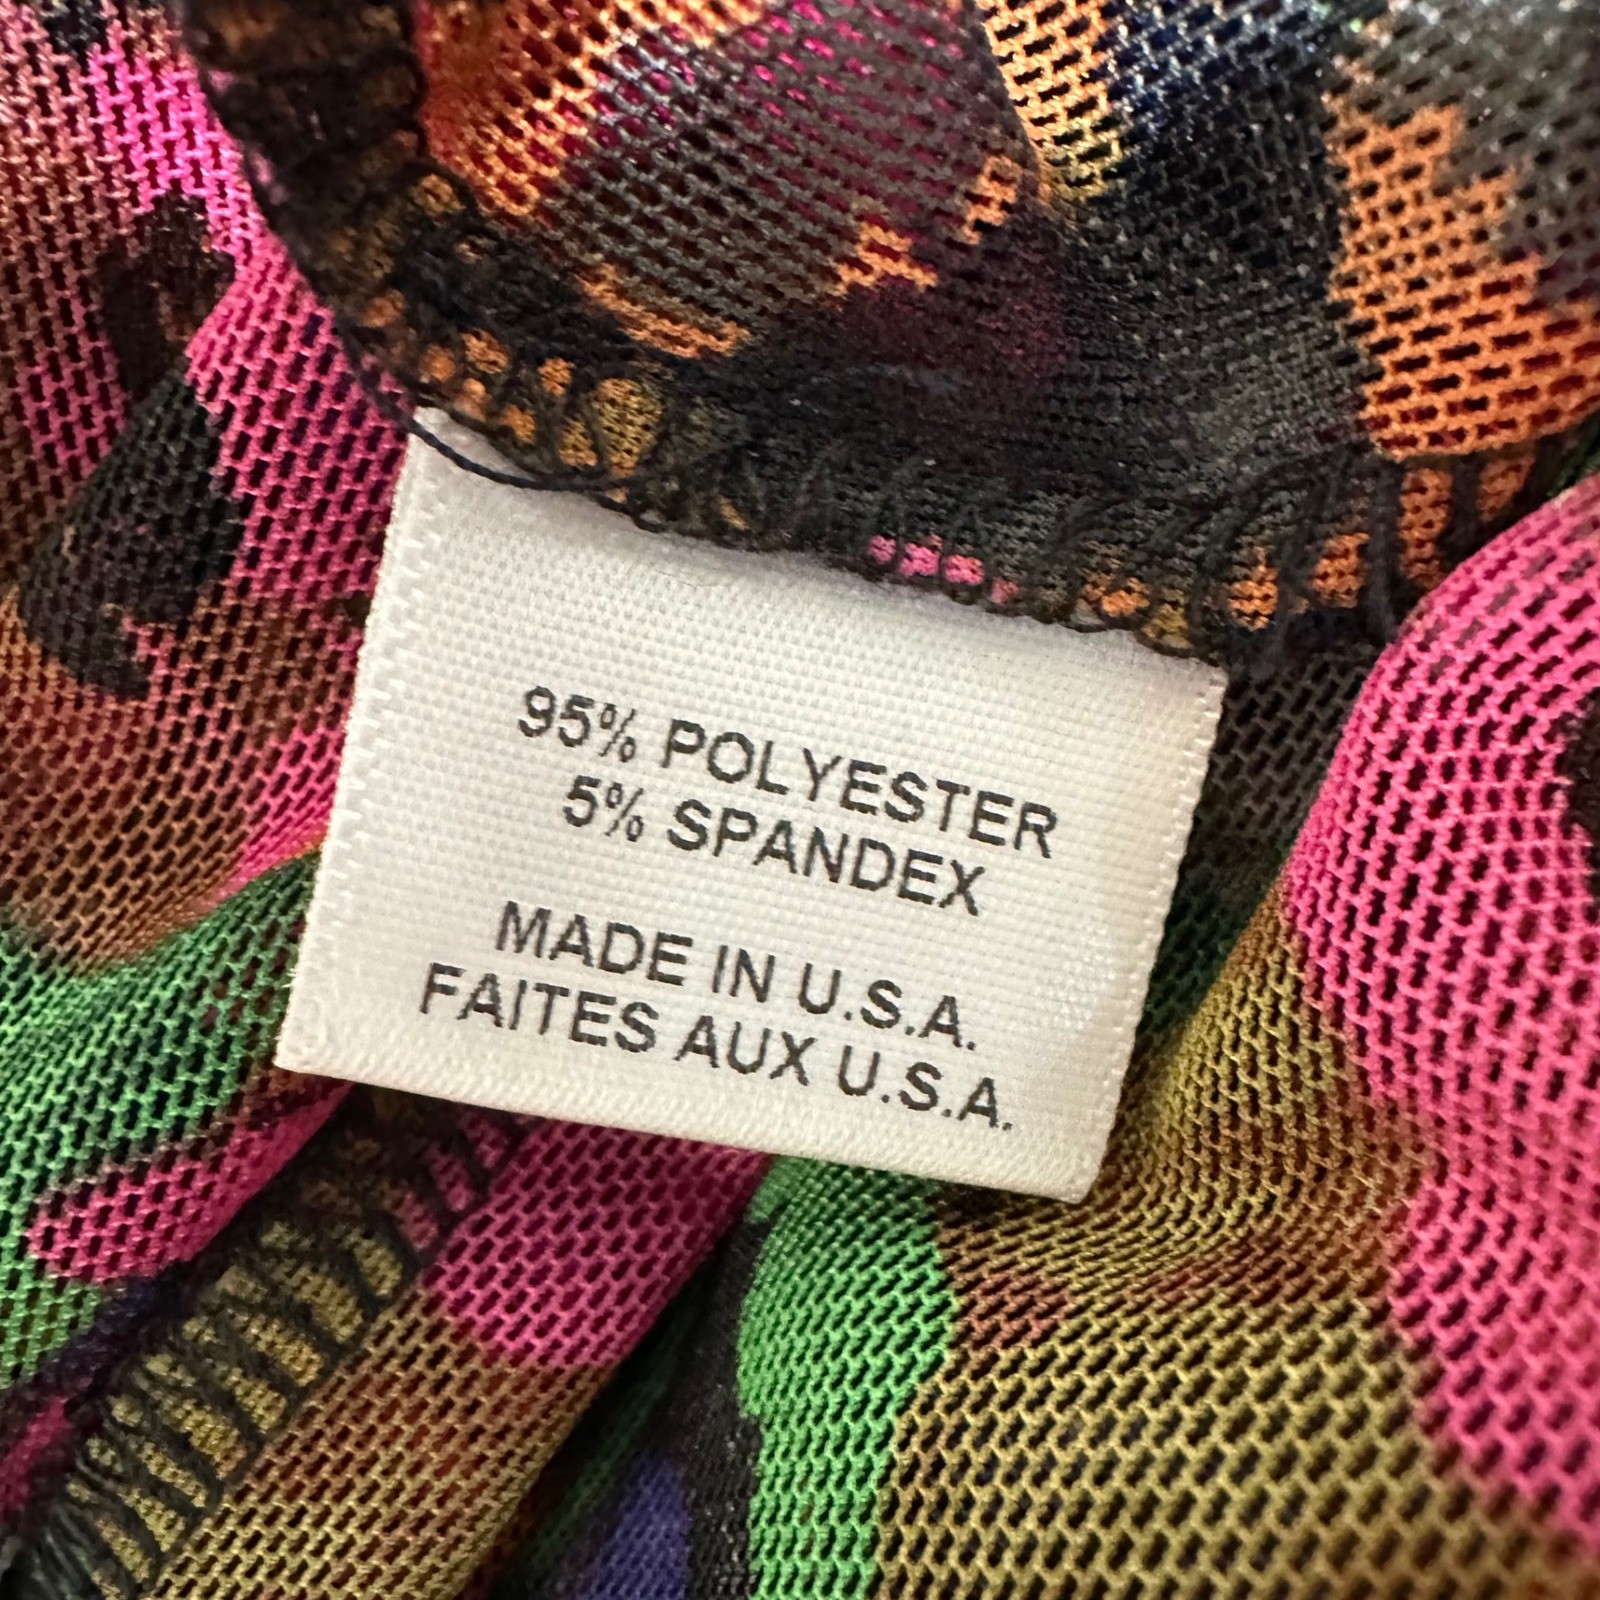 95% POLYESTER
5% SPANDEX
MADE IN U.S.A.
FAITES AUX U.S.A.